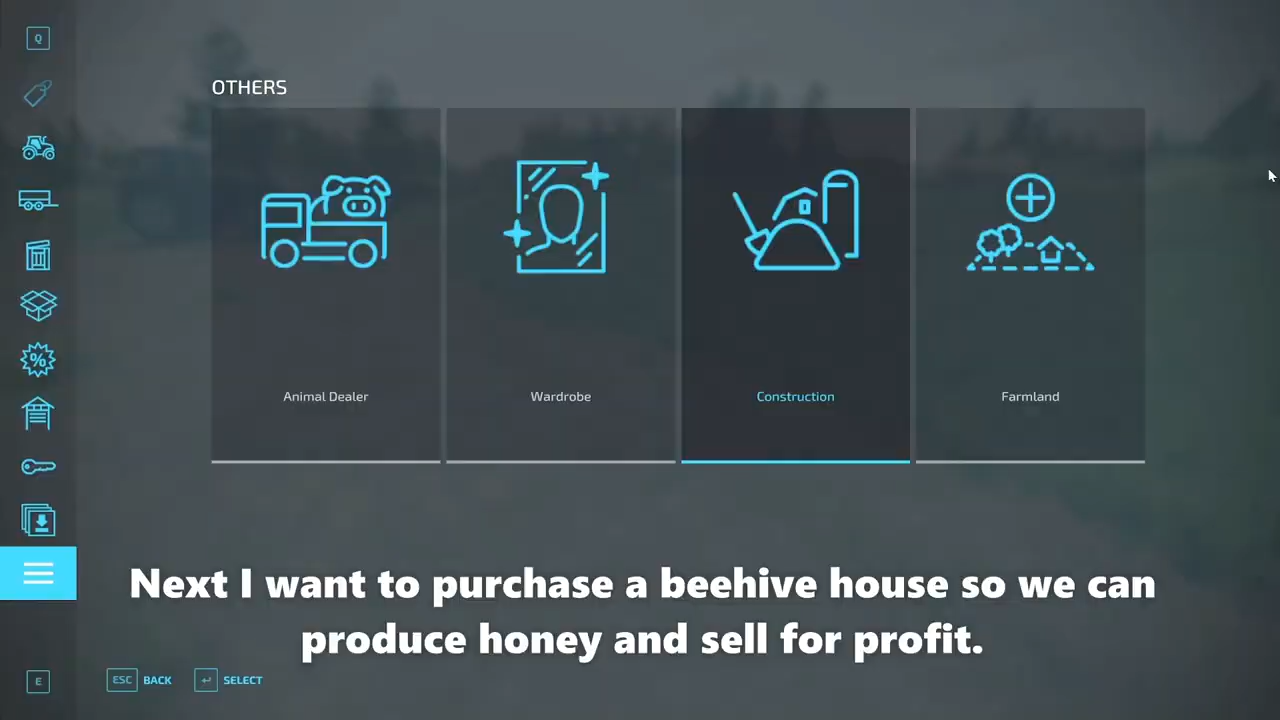 Q
OTHERS
Animal Dealer
Wardrobe
Construction
Farmland
Next I want to purchase a beehive house so we can
produce honey and sell for profit.
E
ESC BACK
SELECT